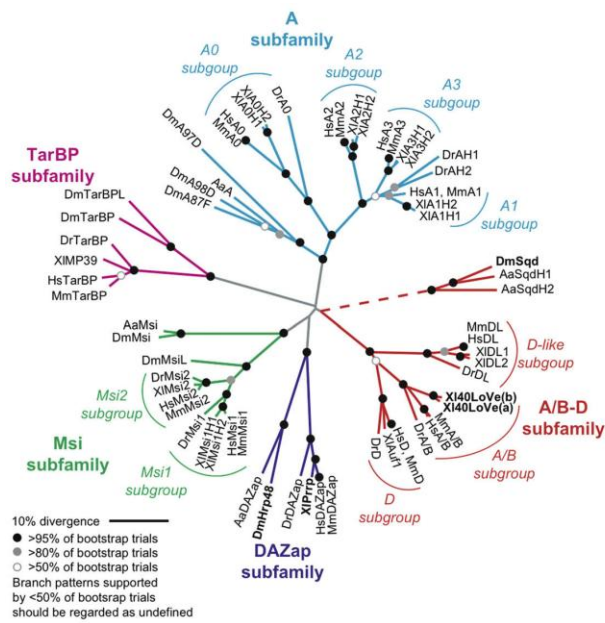 A
subfamily
A0
subgoup
A2
subgroup
A3
subgroup
XlA0H2
XlA0H1
HsA0
MmA0
DrA0
HsA2
MmA2
XlA2H1
XlA2H2
HsA3
MmA3
XlA3H1
XlA3H2
DrAH1
DrAH2
HsA1, MmA1
XlA1H2
XlA1H1
A1
subgroup
DmA97D
AaA
DmA98D
DmA87F
TarBP
subfamily
DmTarBPL
DmTarBP
DrTarBP
XlMP39
HsTarBP
MmTarBP
DmSqd
AaSqdH1
AaSqdH2
MmDL
HsDL
XlDL1
XlDL2
DrDL
D-like
subgoup
Xl40LoVe(b)
Xl40LoVe(a)
MmA/B
HsA/B
DrA/B
A/B-D
subfamily
A/B
subgroup
HsD, MmD
XlAuf1
DrD
D
subgroup
AaMsi
DmMsi
DmMsiL
DrMsi2
XlMsi2
HsMsi2
MmMsi2
Msi2
subgroup
DrMsi1
XlMsi1H1
XlMsi1H2
HsMsi1
MmMsi1
Msi
subfamily
Msi1
subgroup
AaDAZap
DmHrp48
DrDAZap
XlPrrp
HsDAZap
MmDAZap
DAZap
subfamily
10% divergence
>95% of bootstrap trials
>80% of bootstrap trials
>50% of bootstrap trials
Branch patterns supported
by <50% of bootsrap trials
should be regarded as undefined